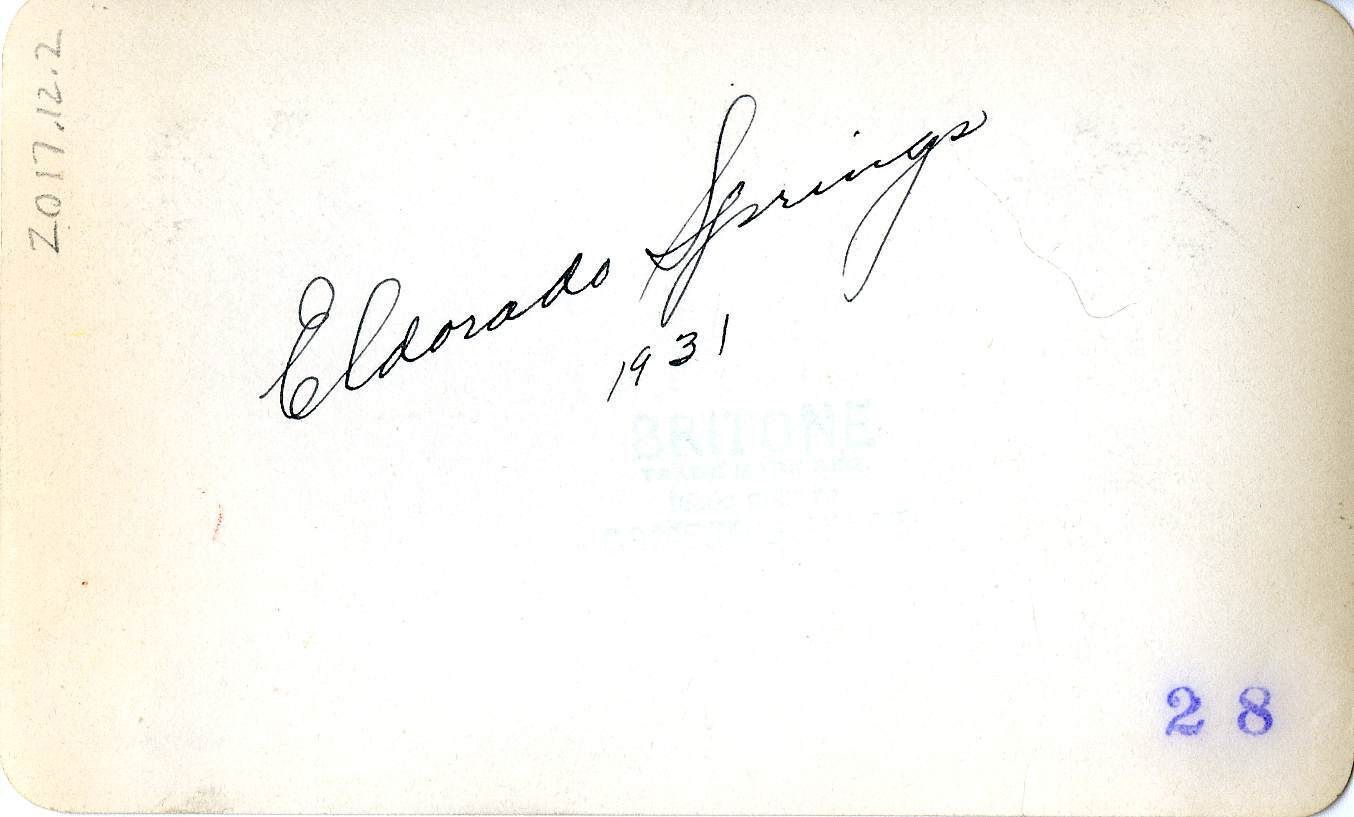 2017.12.2
Eldorado Springs
1931
BRITONE
28